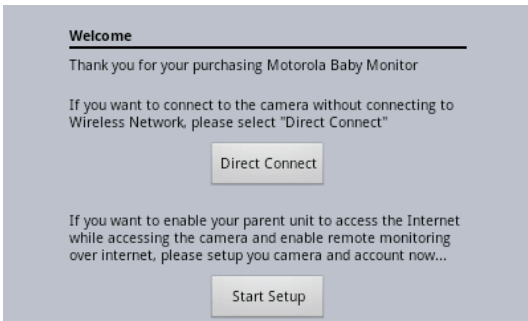 Welcome
Thank you for your purchasing Motorola Baby Monitor
If you want to connect to the camera without connecting to
Wireless Network, please select "Direct Connect"
Direct Connect
If you want to enable your parent unit to access the Internet
while accessing the camera and enable remote monitoring
over internet, please setup you camera and account now...
Start Setup